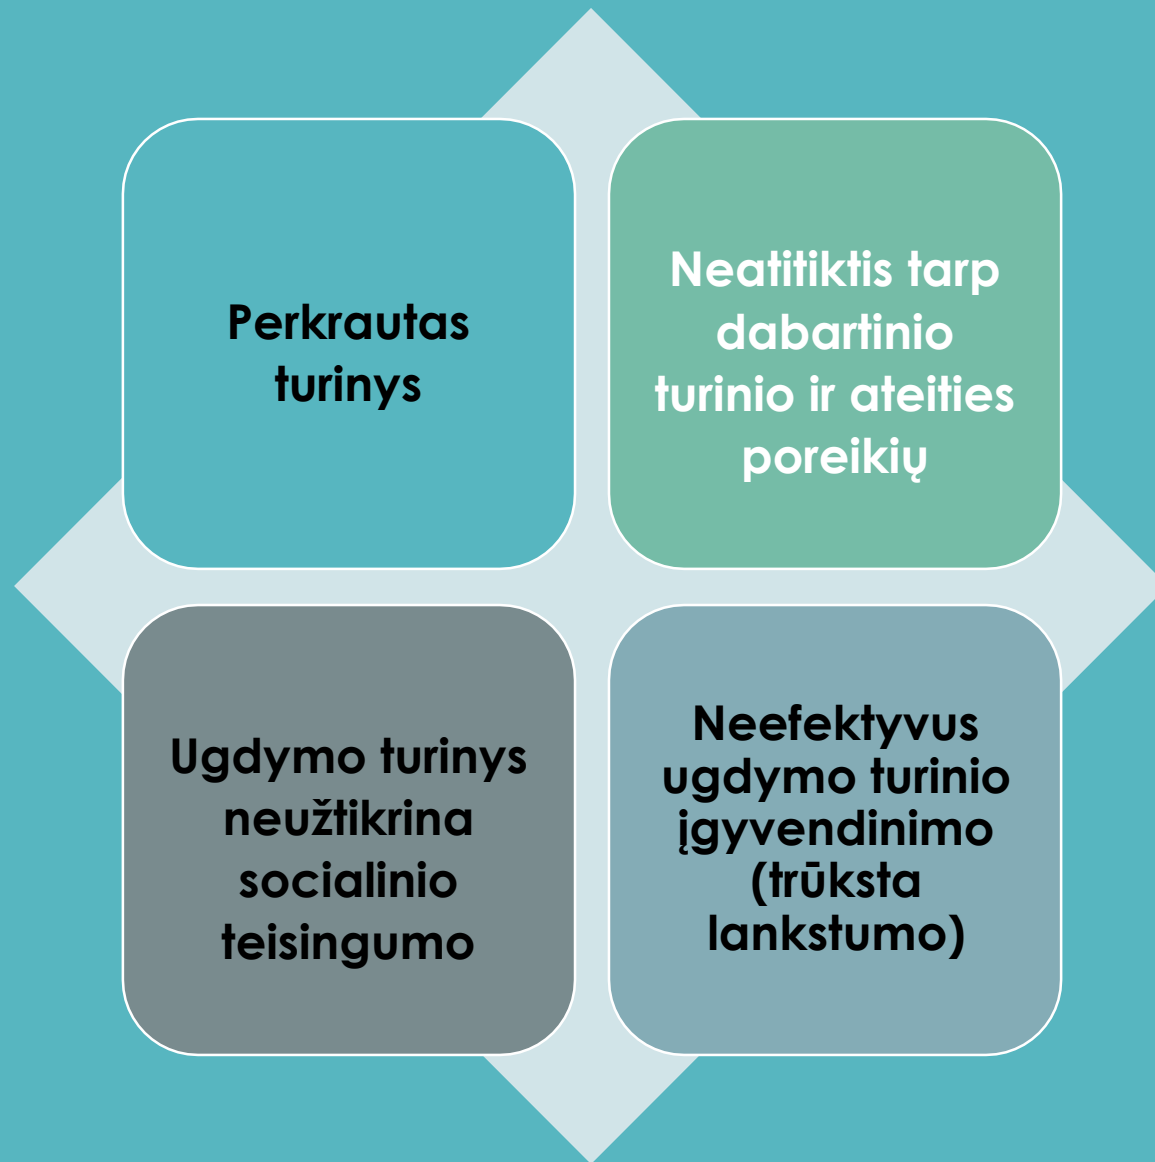 Perkrautas
turinys
Neatitiktis tarp
dabartinio
turinio ir ateities
poreikių
Ugdymo turinys
neužtikrina
socialinio
teisingumo
Neefektyvus
ugdymo turinio
įgyvendinimo
(trūksta
lankstumo)